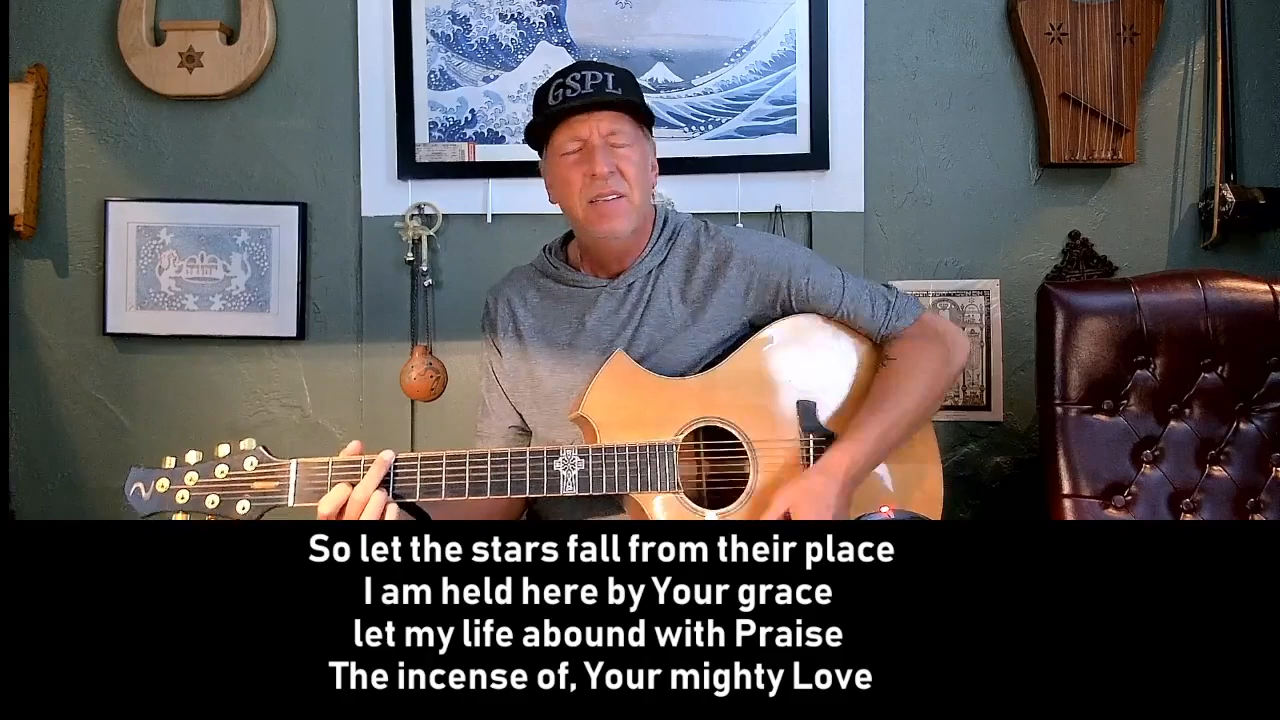 GSPL
So let the stars fall from their place
I am held here by Your grace
let my life abound with Praise
The incense of, Your mighty Love